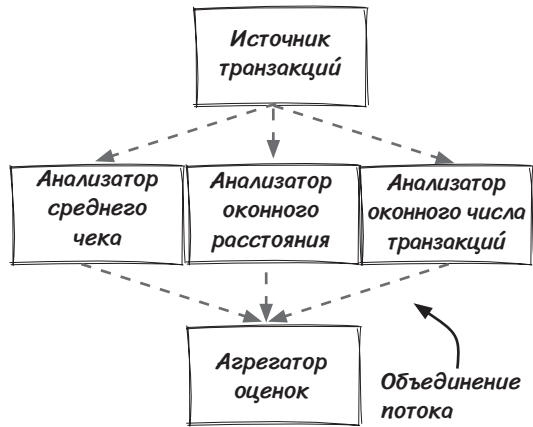 Источник
транзакций
Анализатор
среднего
чека
Анализатор
оконного
расстояния
Анализатор
оконного числа
транзакций
Агрегатор
оценок
Объединение
потока